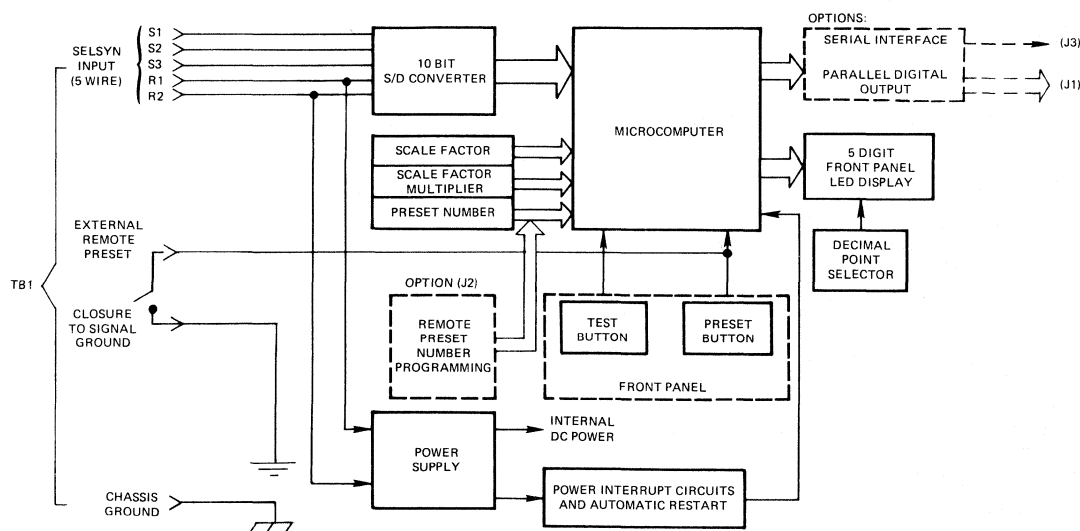 SELSYN
INPUT
(5 WIRE)
S1
S2
S3
R1
R2
10 BIT
S/D CONVERTER
MICROCOMPUTER
OPTIONS:
SERIAL INTERFACE
PARALLEL DIGITAL
OUTPUT
(J3)
(J1)
SCALE FACTOR
SCALE FACTOR
MULTIPLIER
PRESET NUMBER
5 DIGIT
FRONT PANEL
LED DISPLAY
DECIMAL
POINT
SELECTOR
EXTERNAL
REMOTE
PRESET
TB1
CLOSURE
TO SIGNAL
GROUND
OPTION (J2)
REMOTE
PRESET
NUMBER
PROGRAMMING
TEST
BUTTON
PRESET
BUTTON
FRONT PANEL
POWER
SUPPLY
INTERNAL
DC POWER
POWER INTERRUPT CIRCUITS
AND AUTOMATIC RESTART
CHASSIS
GROUND